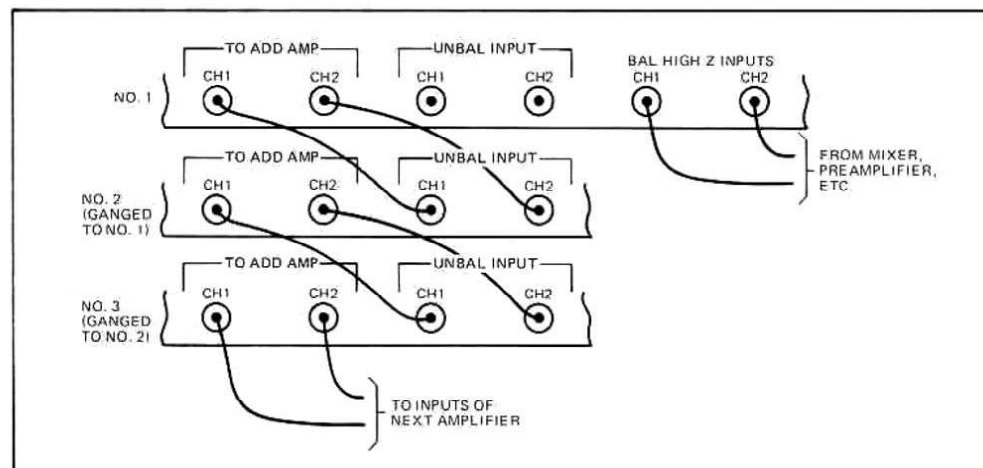 TO ADD AMP
UNBAL INPUT
BAL HIGH Z INPUTS
CH1
CH2
CH1
CH2
CH1
CH2
NO. 1
FROM MIXER,
PREAMPLIFIER,
ETC
TO ADD AMP
UNBAL INPUT
CH1
CH2
CH1
CH2
NO. 2
(GANGED
TO NO. 1)
TO ADD AMP
UNBAL INPUT
CH1
CH2
CH1
CH2
NO. 3
(GANGED
TO NO. 2)
TO INPUTS OF
NEXT AMPLIFIER